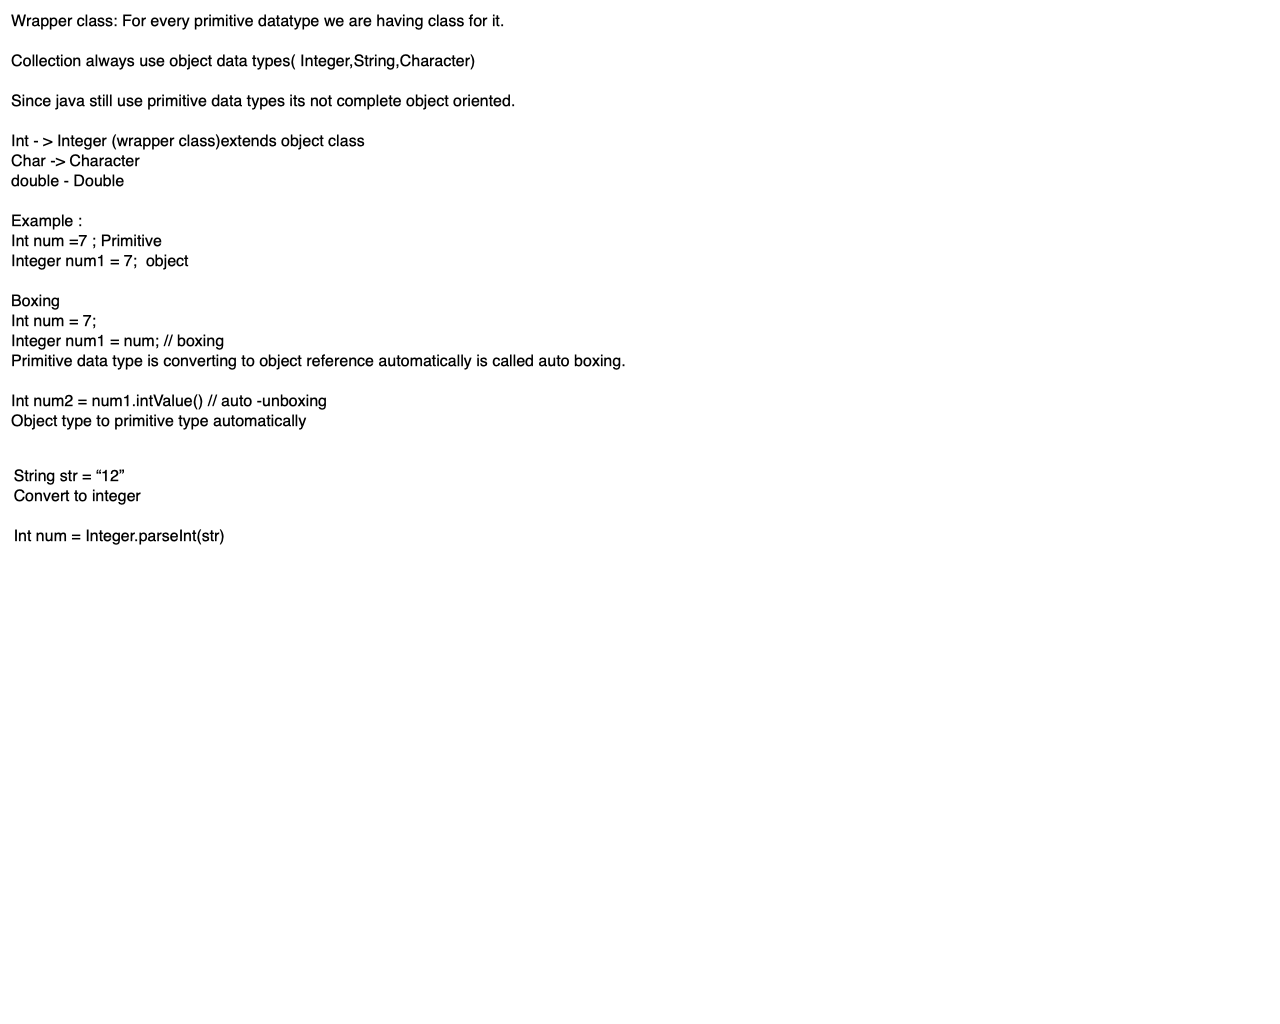 Wrapper class: For every primitive datatype we are having class for it.
Collection always use object data types( Integer,String,Character)
Since java still use primitive data types its not complete object oriented.
Int - > Integer (wrapper class)extends object class
Char -> Character
double - Double
Example :
Int num =7 ; Primitive
Integer num1 = 7;  object
Boxing
Int num = 7;
Integer num1 = num; // boxing
Primitive data type is converting to object reference automatically is called auto boxing.
Int num2 = num1.intValue() // auto -unboxing
Object type to primitive type automatically
String str = “12”
Convert to integer
Int num = Integer.parseInt(str)